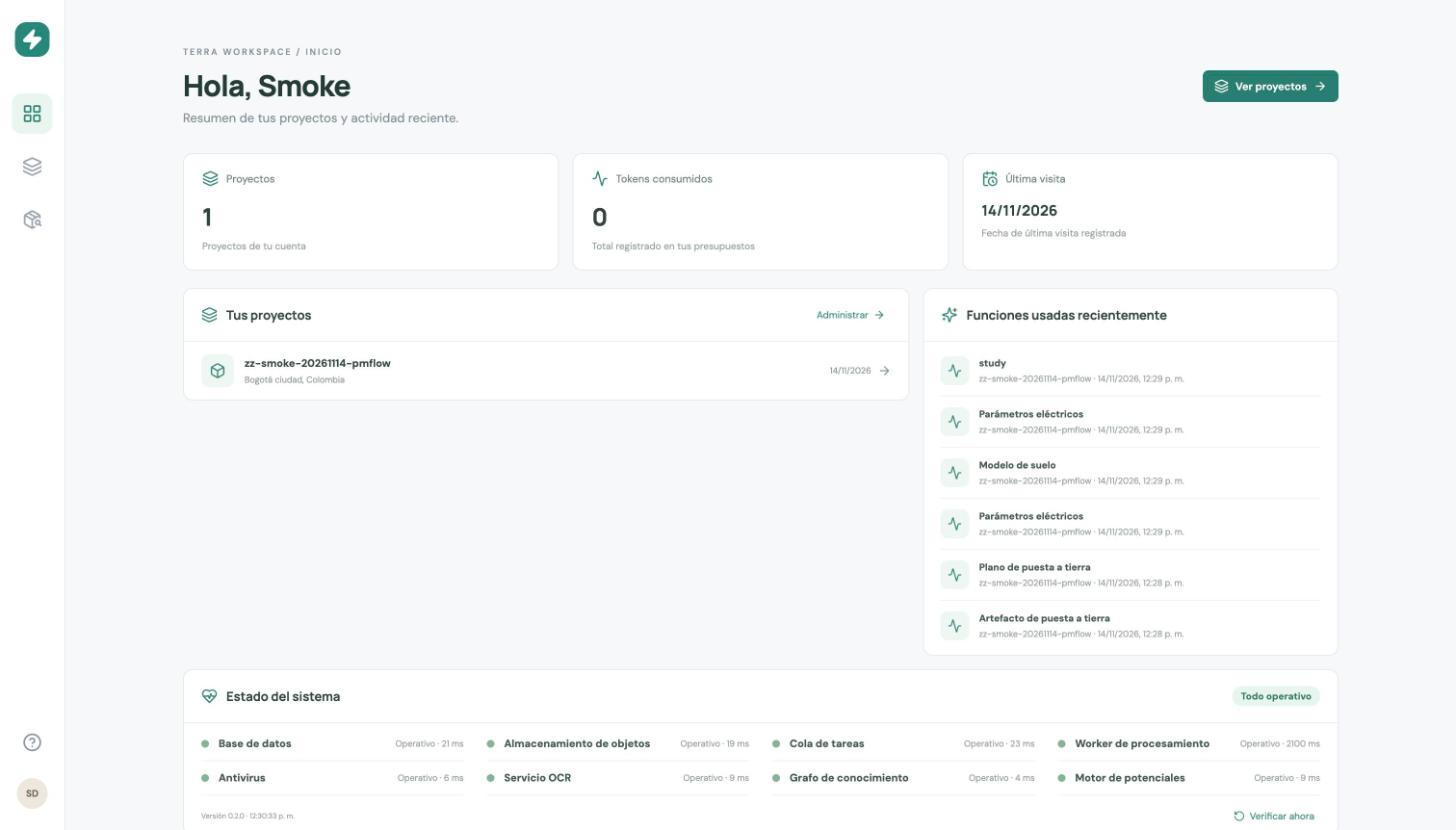 TERRA WORKSPACE / INICIO
Hola, Smoke
Resumen de tus proyectos y actividad reciente.
Ver proyectos
Proyectos
1
Proyectos de tu cuenta
Tokens consumidos
0
Total registrado en tus presupuestos
Última visita
14/11/2026
Fecha de última visita registrada
Tus proyectos
Administrar
zz-smoke-20261114-pmflow
Bogotá ciudad, Colombia
14/11/2026
Funciones usadas recientemente
study
zz-smoke-20261114-pmflow · 14/11/2026, 12:29 p. m.
Parámetros eléctricos
zz-smoke-20261114-pmflow · 14/11/2026, 12:29 p. m.
Modelo de suelo
zz-smoke-20261114-pmflow · 14/11/2026, 12:29 p. m.
Parámetros eléctricos
zz-smoke-20261114-pmflow · 14/11/2026, 12:29 p. m.
Plano de puesta a tierra
zz-smoke-20261114-pmflow · 14/11/2026, 12:28 p. m.
Artefacto de puesta a tierra
zz-smoke-20261114-pmflow · 14/11/2026, 12:28 p. m.
Estado del sistema
Todo operativo
Base de datos Operativo · 21 ms
Almacenamiento de objetos Operativo · 19 ms
Cola de tareas Operativo · 23 ms
Worker de procesamiento Operativo · 2100 ms
Antivirus Operativo · 6 ms
Servicio OCR Operativo · 9 ms
Grafo de conocimiento Operativo · 4 ms
Motor de potenciales Operativo · 9 ms
Versión 0.2.0 · 12:30:33 p. m.
Verificar ahora
SD